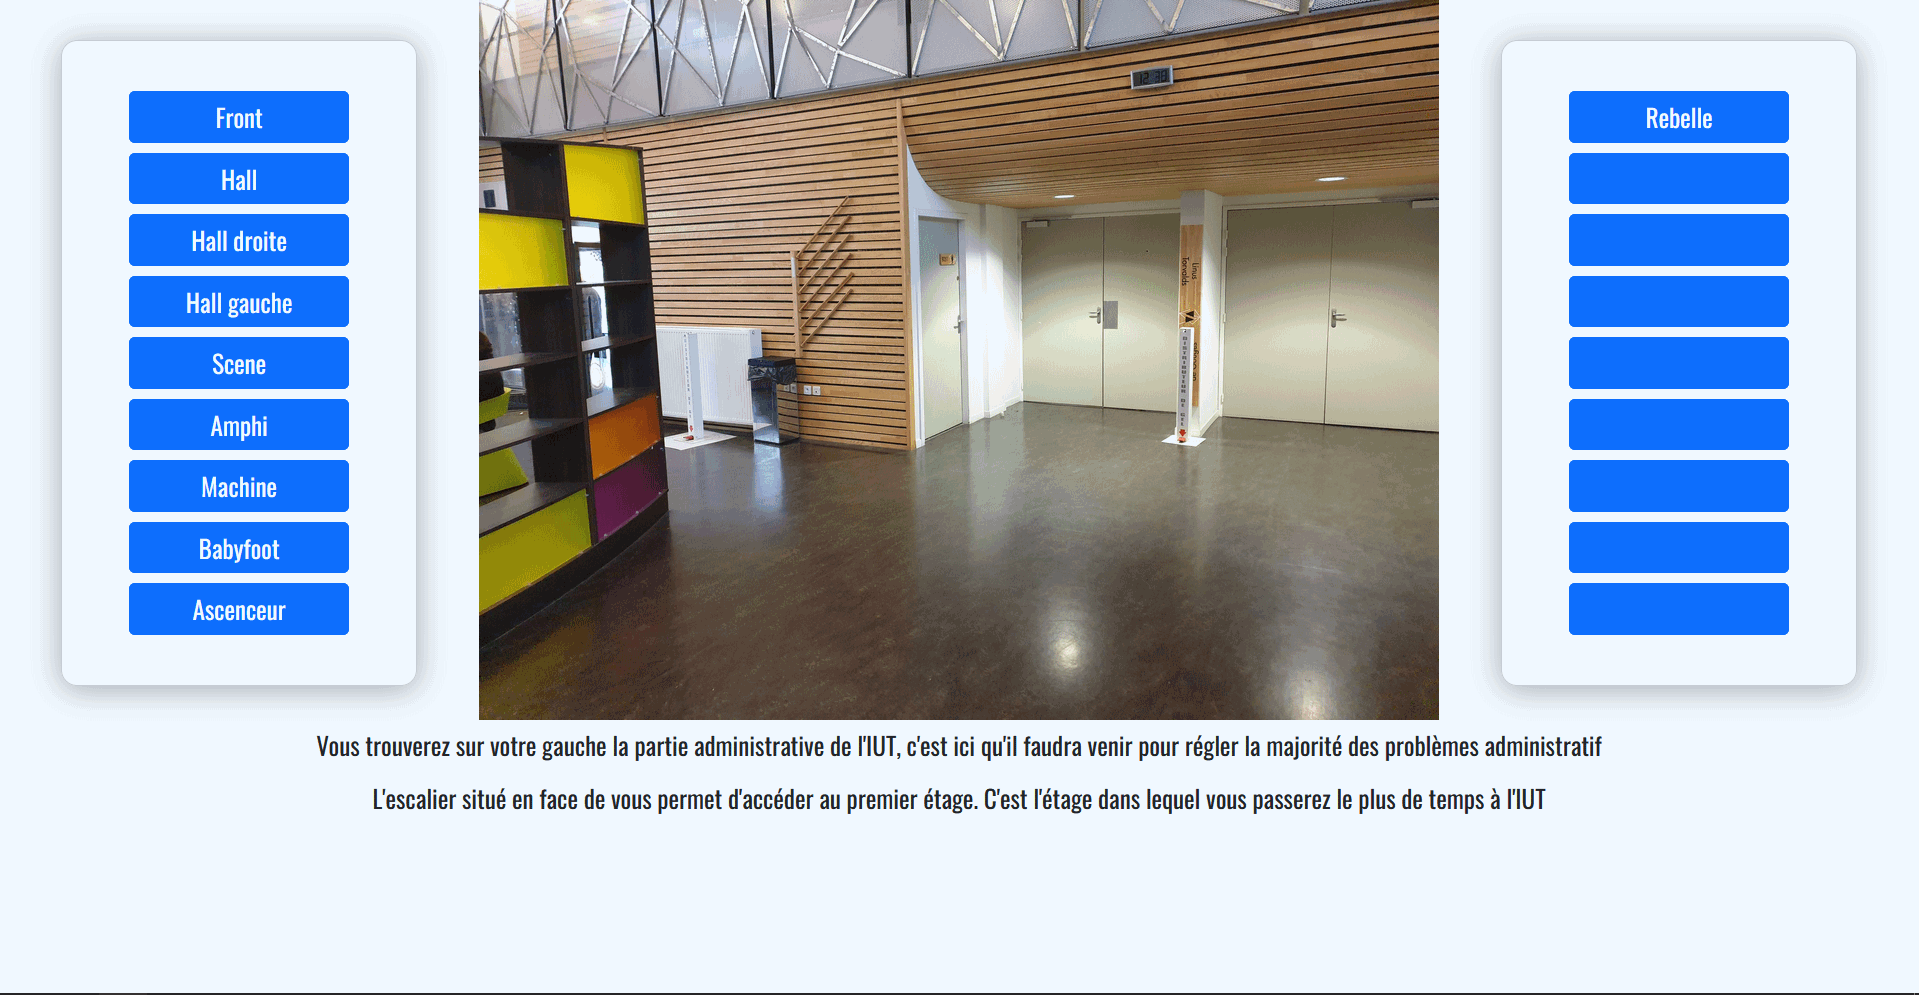 Front
Hall
Hall droite
Hall gauche
Scene
Amphi
Machine
Babyfoot
Ascenceur
12:30
Linus
Torvalds
DISTRIBUTEUR DE GEL
Rebelle
Vous trouverez sur votre gauche la partie administrative de l'IUT, c'est ici qu'il faudra venir pour régler la majorité des problèmes administratif
L'escalier situé en face de vous permet d'accéder au premier étage. C'est l'étage dans lequel vous passerez le plus de temps à l'IUT